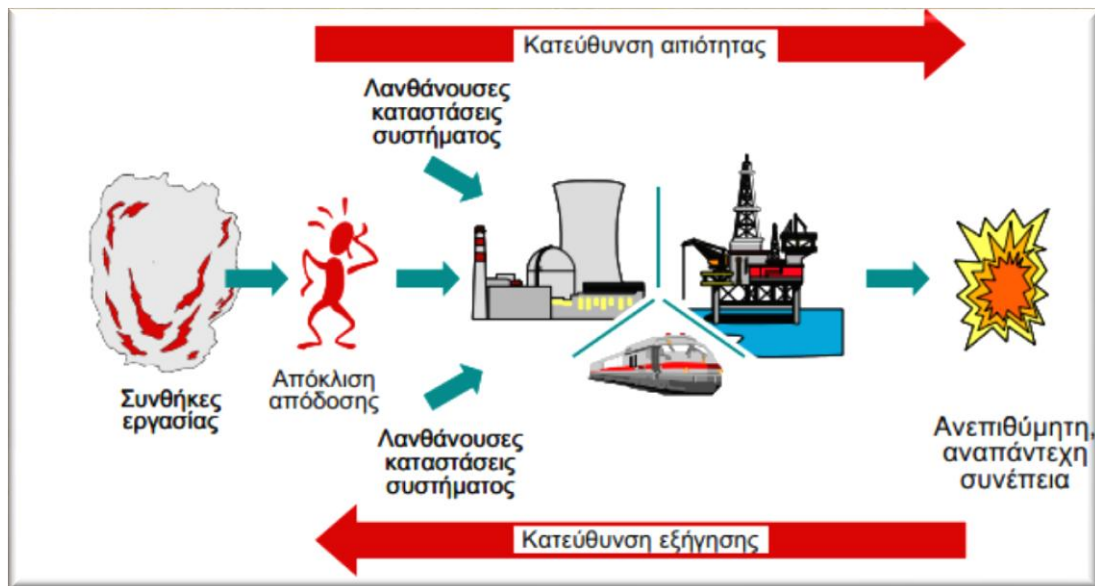 Κατεύθυνση αιτιότητας
Λανθάνουσες
καταστάσεις
συστήματος
Συνθήκες
εργασίας
Απόκλιση
απόδοσης
Λανθάνουσες
καταστάσεις
συστήματος
Ανεπιθύμητη,
αναπάντεχη
συνέπεια
Κατεύθυνση εξήγησης